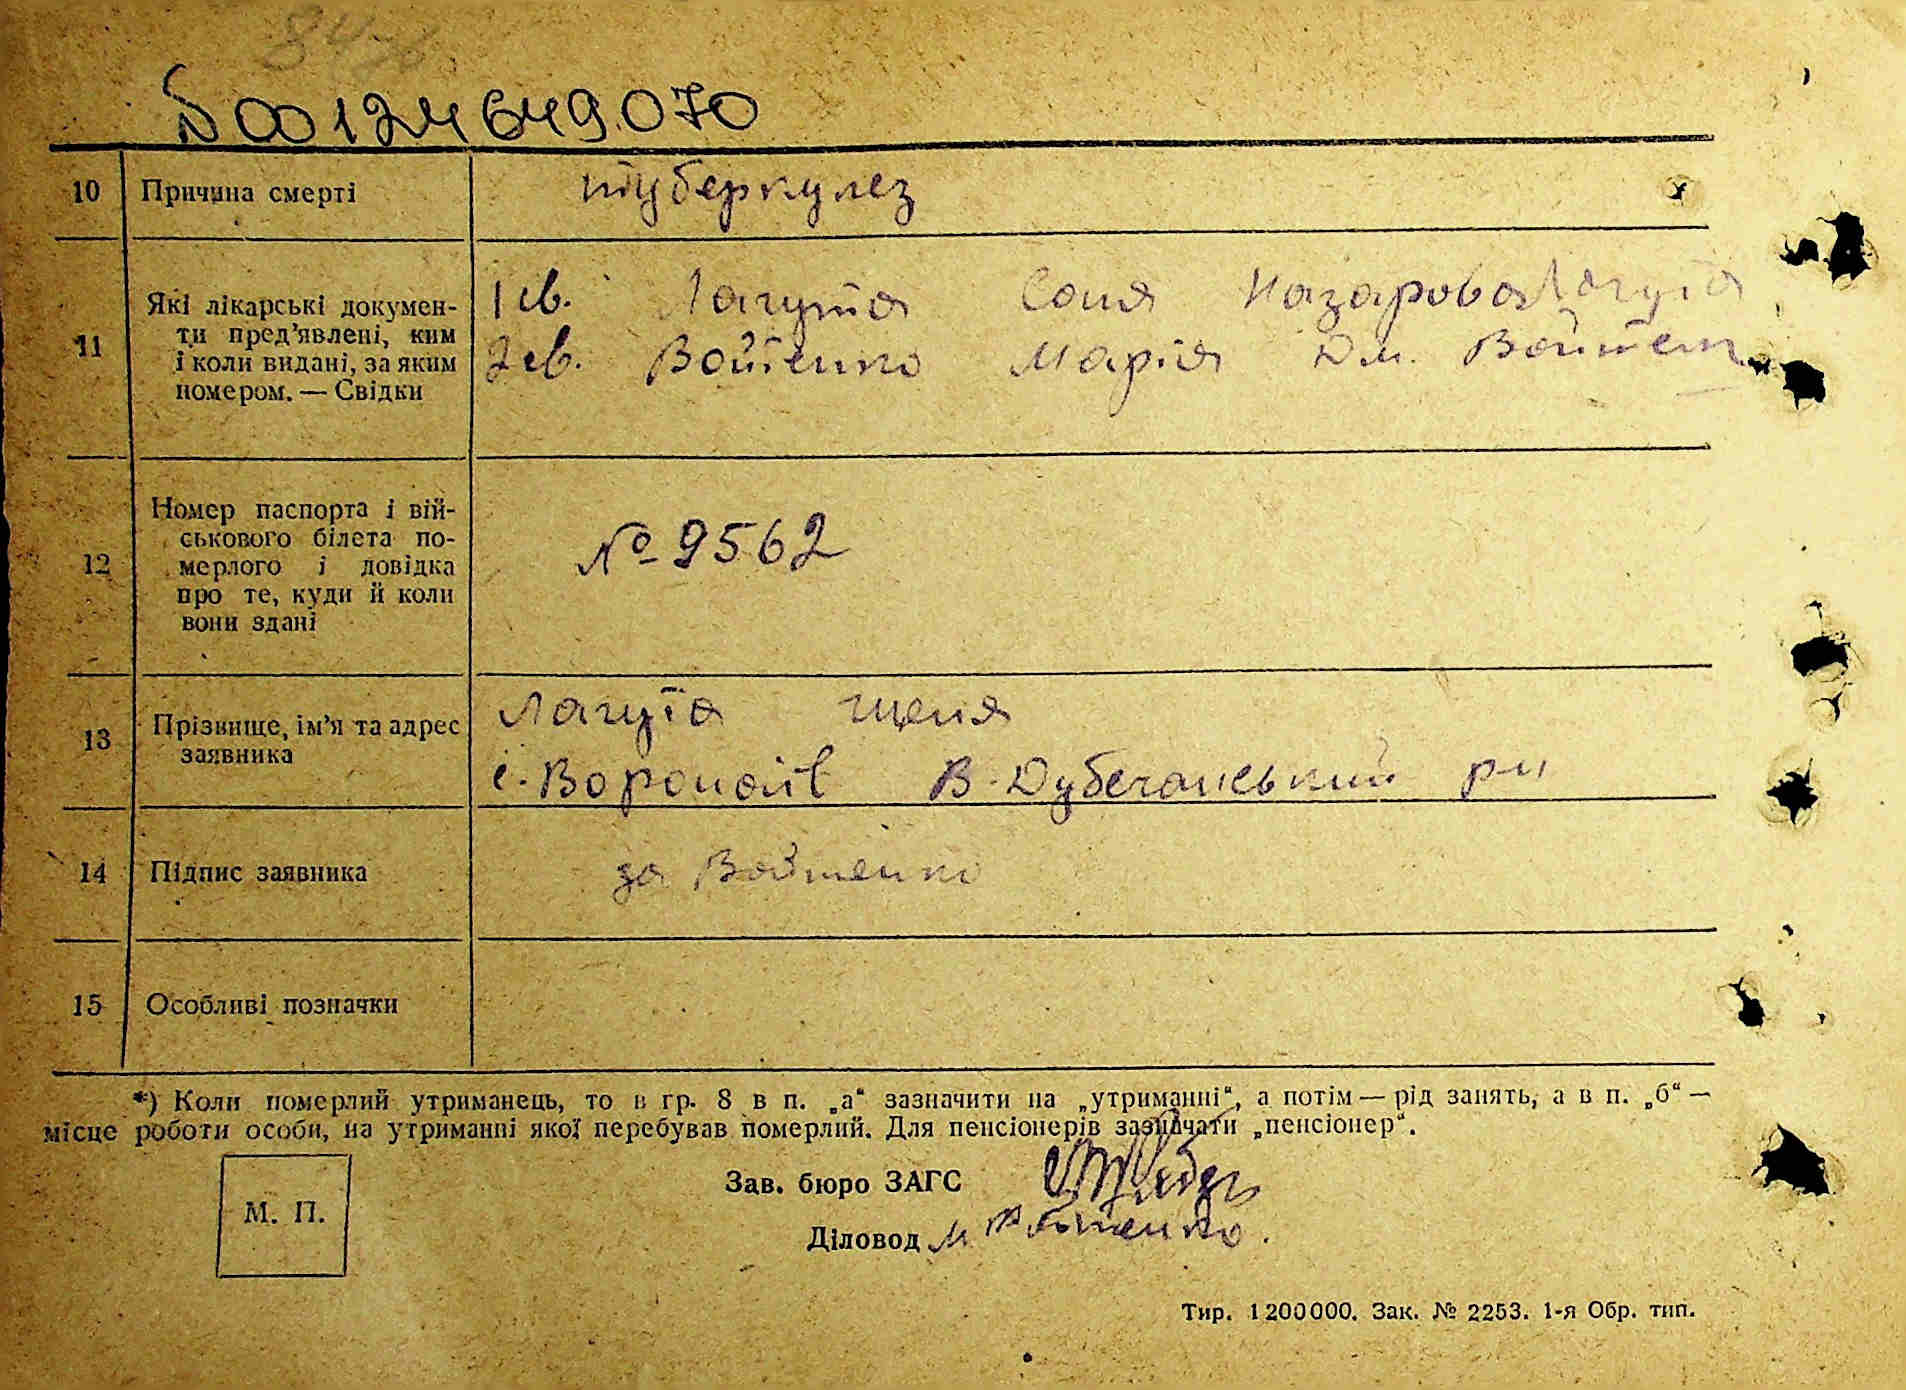 Б 00124649070
10 Причина смерті туберкулез
11 Які лікарські докумен-
ти пред’явлені, ким
і коли видані, за яким
номером. — Свідки
1 св. Лагута Соня Назарова Лагута
2 св. Войтенко Марія Дм. Войтен
12 Номер паспорта і вій-
ськового білета по-
мерлого і довідка
про те, куди й коли
вони здані
№ 9562
13 Прізвище, ім’я та адрес
заявника
Лагута
с. Воропаїв В-Дубечанський р-н
14 Підпис заявника за Войтенко
15 Особливі позначки
*) Коли померлий утриманець, то в гр. 8 в п. „а“ зазначити на „утриманні“, а потім — рід занять, а в п. „б“ —
місце роботи особи, на утриманні якої перебував померлий. Для пенсіонерів зазначати „пенсіонер“.
М. П.
Зав. бюро ЗАГС
Діловод М Войтенко.
Тир. 1200000. Зак. № 2253. 1-я Обр. тип.